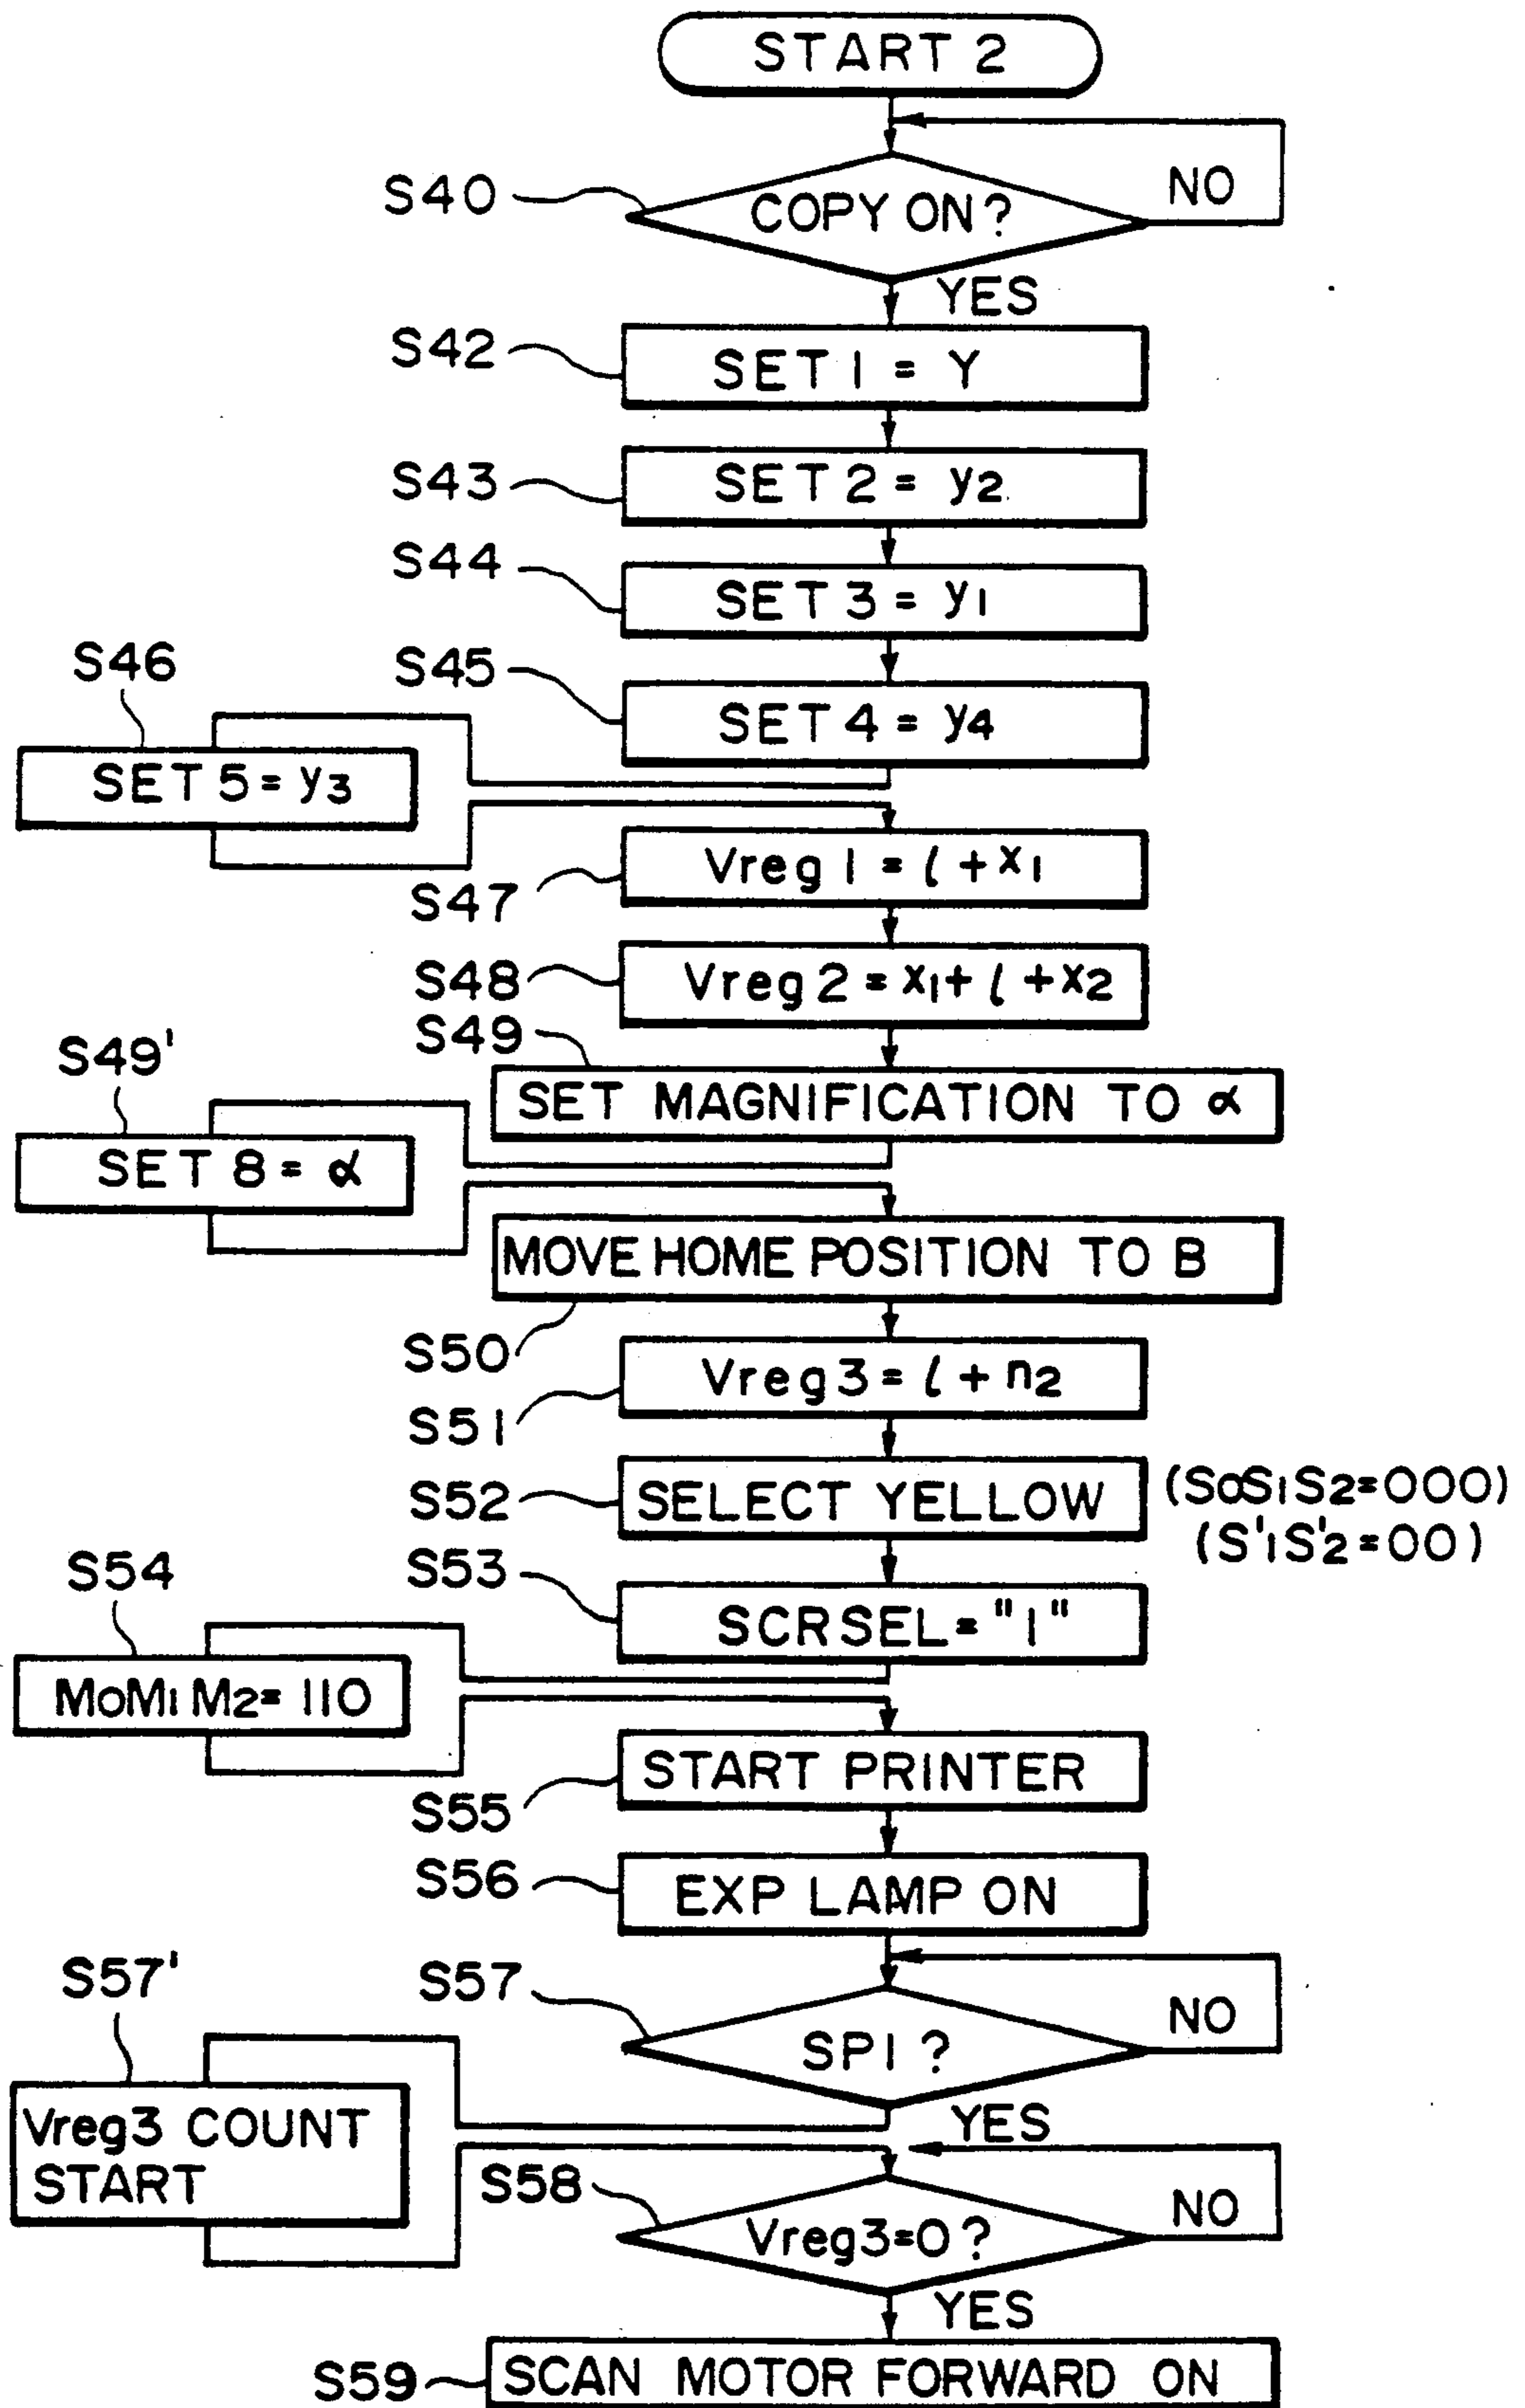 START 2
S40
COPY ON?
NO
YES
S42
SET 1 = Y
S43
SET 2 = y2
S44
SET 3 = y1
S45
SET 4 = y4
S46
SET 5 = y3
S47
Vreg 1 = l + x1
S48
Vreg 2 = x1 + l + x2
S49
SET MAGNIFICATION TO α
S49'
SET 8 = α
MOVE HOME POSITION TO B
S50
Vreg 3 = l + n2
S51
S52
SELECT YELLOW
(S0S1S2=000)
(S'1S'2=00)
S53
SCRSEL="1"
S54
M0M1M2=110
START PRINTER
S55
S56
EXP LAMP ON
S57
SP1 ?
NO
YES
S57'
Vreg3 COUNT
START
S58
Vreg3=0?
NO
YES
S59
SCAN MOTOR FORWARD ON